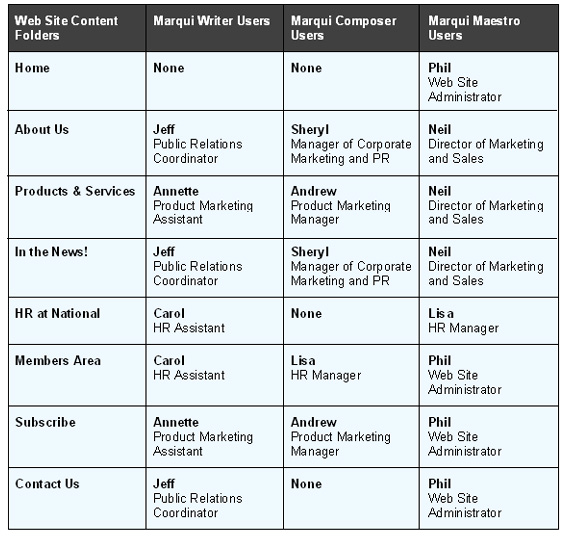 Web Site Content Folders | Marqui Writer Users | Marqui Composer Users | Marqui Maestro Users
Home | None | None | Phil Web Site Administrator
About Us | Jeff Public Relations Coordinator | Sheryl Manager of Corporate Marketing and PR | Neil Director of Marketing and Sales
Products & Services | Annette Product Marketing Assistant | Andrew Product Marketing Manager | Neil Director of Marketing and Sales
In the News! | Jeff Public Relations Coordinator | Sheryl Manager of Corporate Marketing and PR | Neil Director of Marketing and Sales
HR at National | Carol HR Assistant | None | Lisa HR Manager
Members Area | Carol HR Assistant | Lisa HR Manager | Phil Web Site Administrator
Subscribe | Annette Product Marketing Assistant | Andrew Product Marketing Manager | Phil Web Site Administrator
Contact Us | Jeff Public Relations Coordinator | None | Phil Web Site Administrator